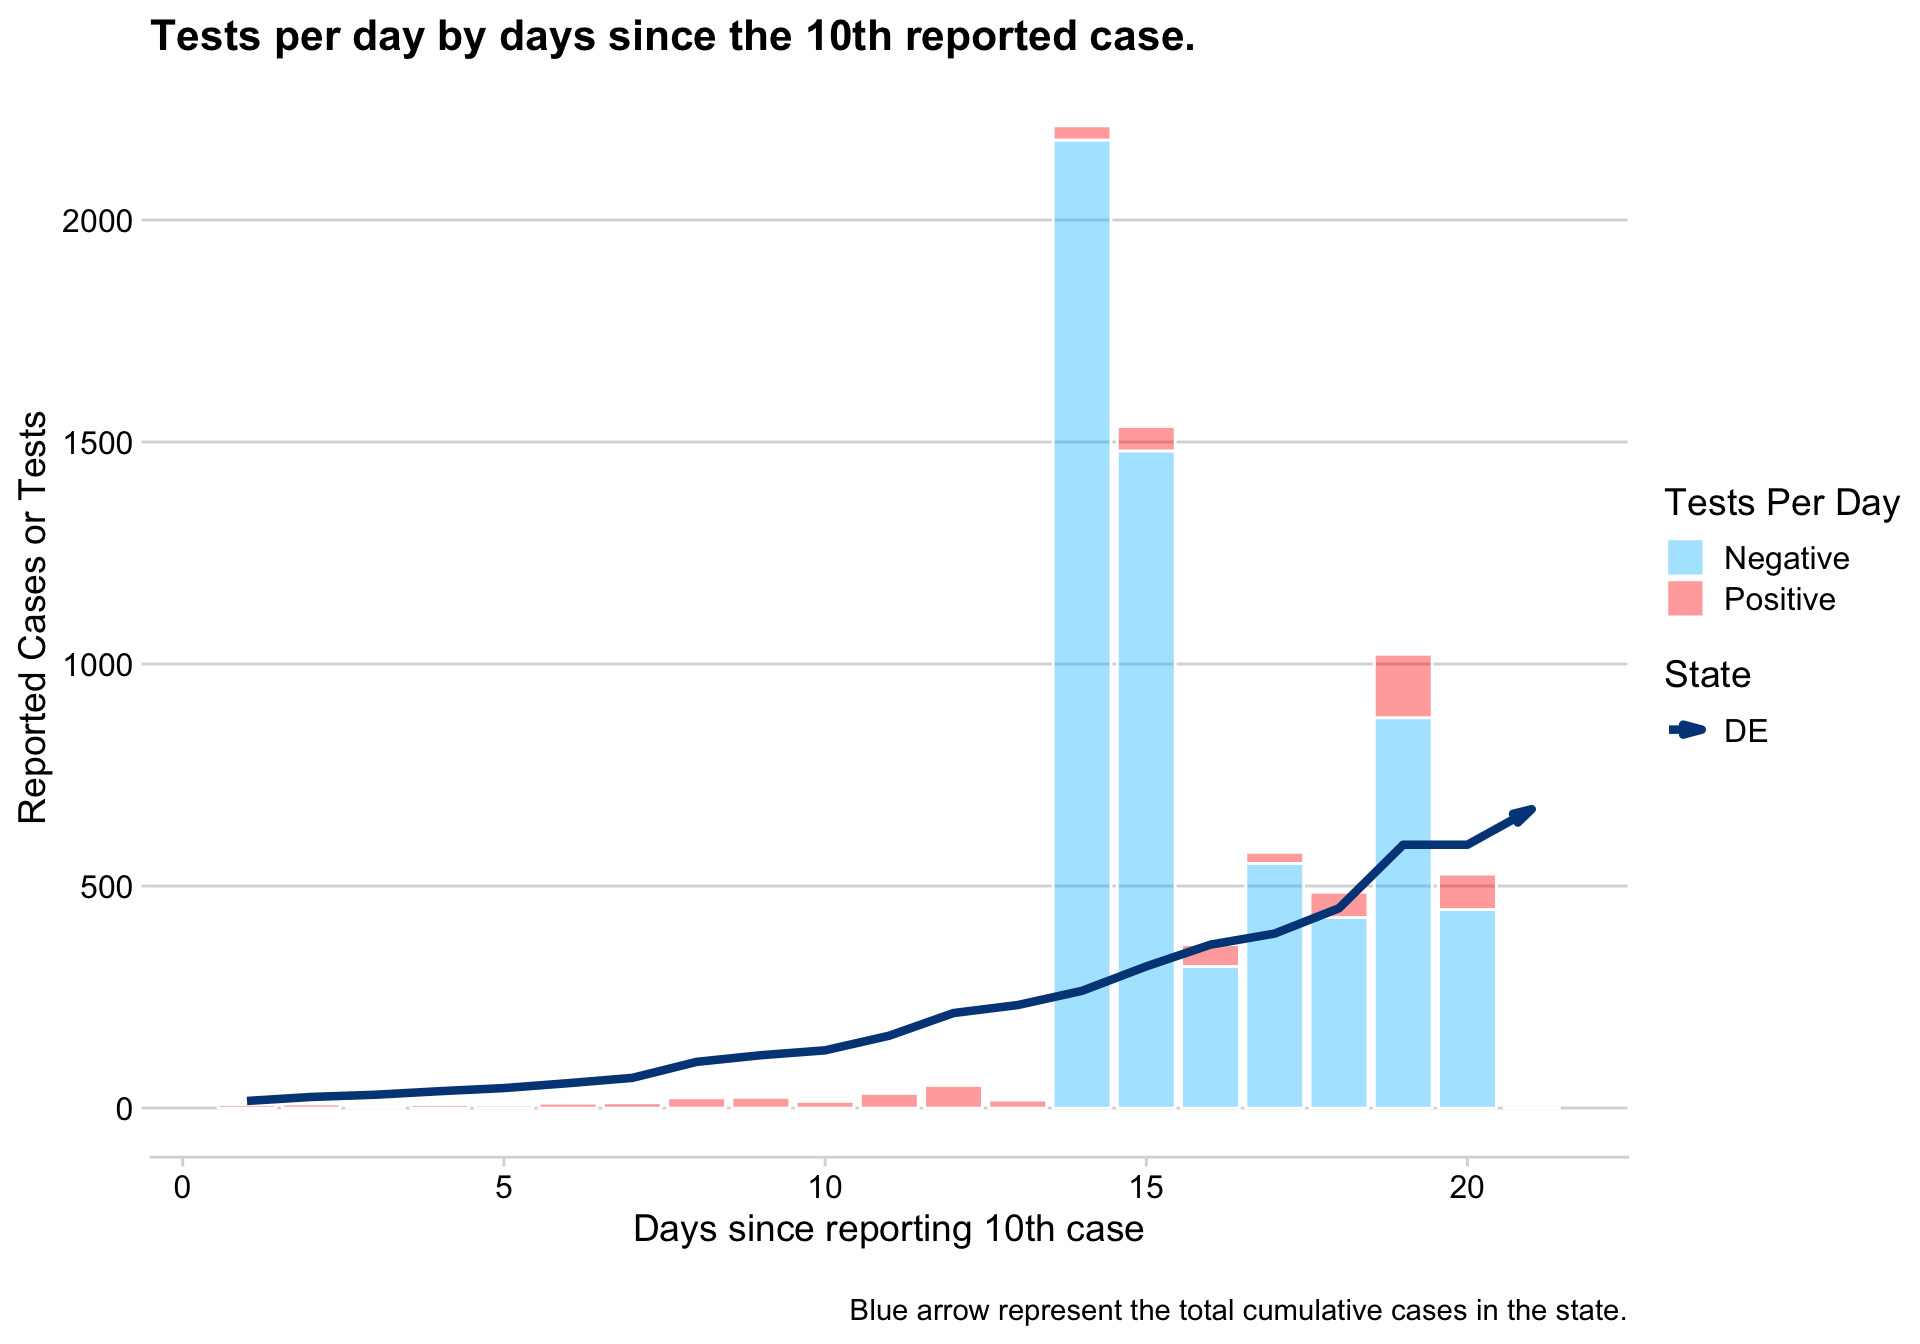 Tests per day by days since the 10th reported case.
Reported Cases or Tests
2000
1500
1000
500
0
0 5 10 15 20
Days since reporting 10th case
Tests Per Day
Negative
Positive
State
DE
Blue arrow represent the total cumulative cases in the state.